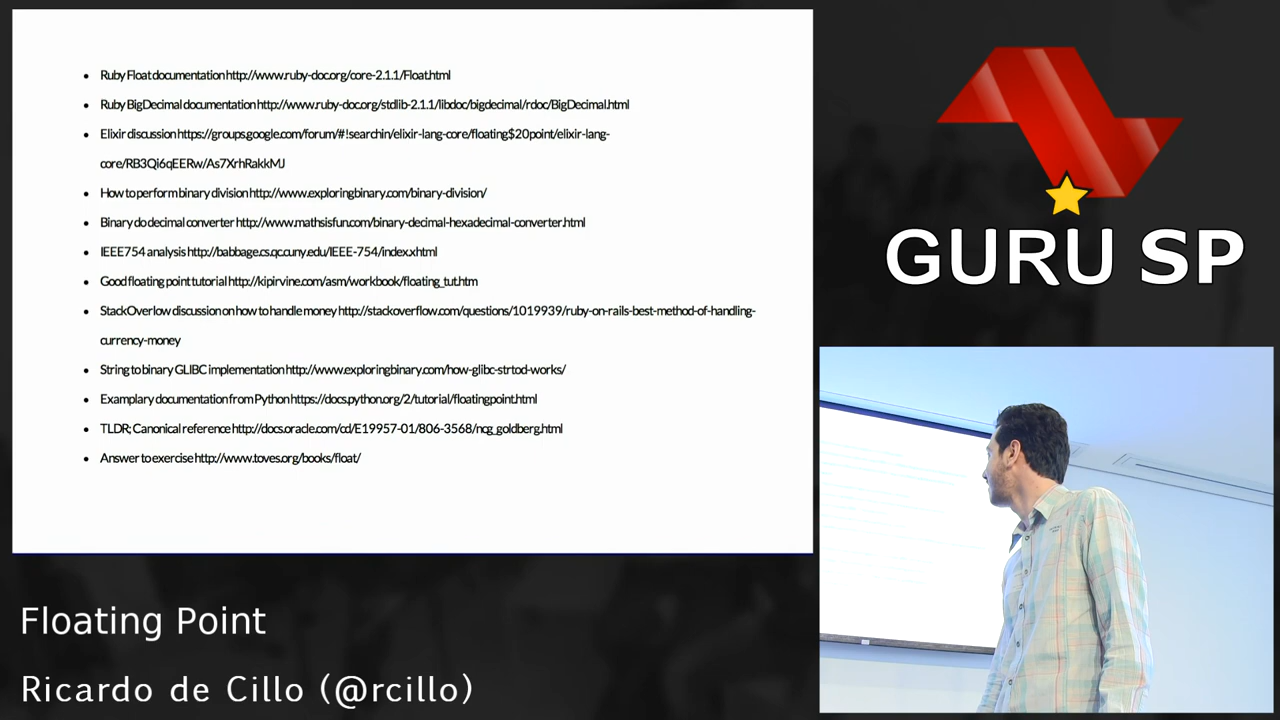 Ruby Float documentation http://www.ruby-doc.org/core-2.1.1/Float.html
Ruby BigDecimal documentation http://www.ruby-doc.org/stdlib-2.1.1/libdoc/bigdecimal/rdoc/BigDecimal.html
Elixir discussion https://groups.google.com/forum/#!searchin/elixir-lang-core/floating$20point/elixir-lang-
core/RB3Qi6qEERw/As7XrhRakkMJ
How to perform binary division http://www.exploringbinary.com/binary-division/
Binary do decimal converter http://www.mathsisfun.com/binary-decimal-hexadecimal-converter.html
IEEE754 analysis http://babbage.cs.qc.cuny.edu/IEEE-754/index.xhtml
Good floating point tutorial http://kipirvine.com/asm/workbook/floating_tut.htm
StackOverlow discussion on how to handle money http://stackoverflow.com/questions/1019939/ruby-on-rails-best-method-of-handling-
currency-money
String to binary GLIBC implementation http://www.exploringbinary.com/how-glibc-strtod-works/
Examplary documentation from Python https://docs.python.org/2/tutorial/floatingpoint.html
TLDR; Canonical reference http://docs.oracle.com/cd/E19957-01/806-3568/ncg_goldberg.html
Answer to exercise http://www.toves.org/books/float/
GURU SP
Floating Point
Ricardo de Cillo (@rcillo)